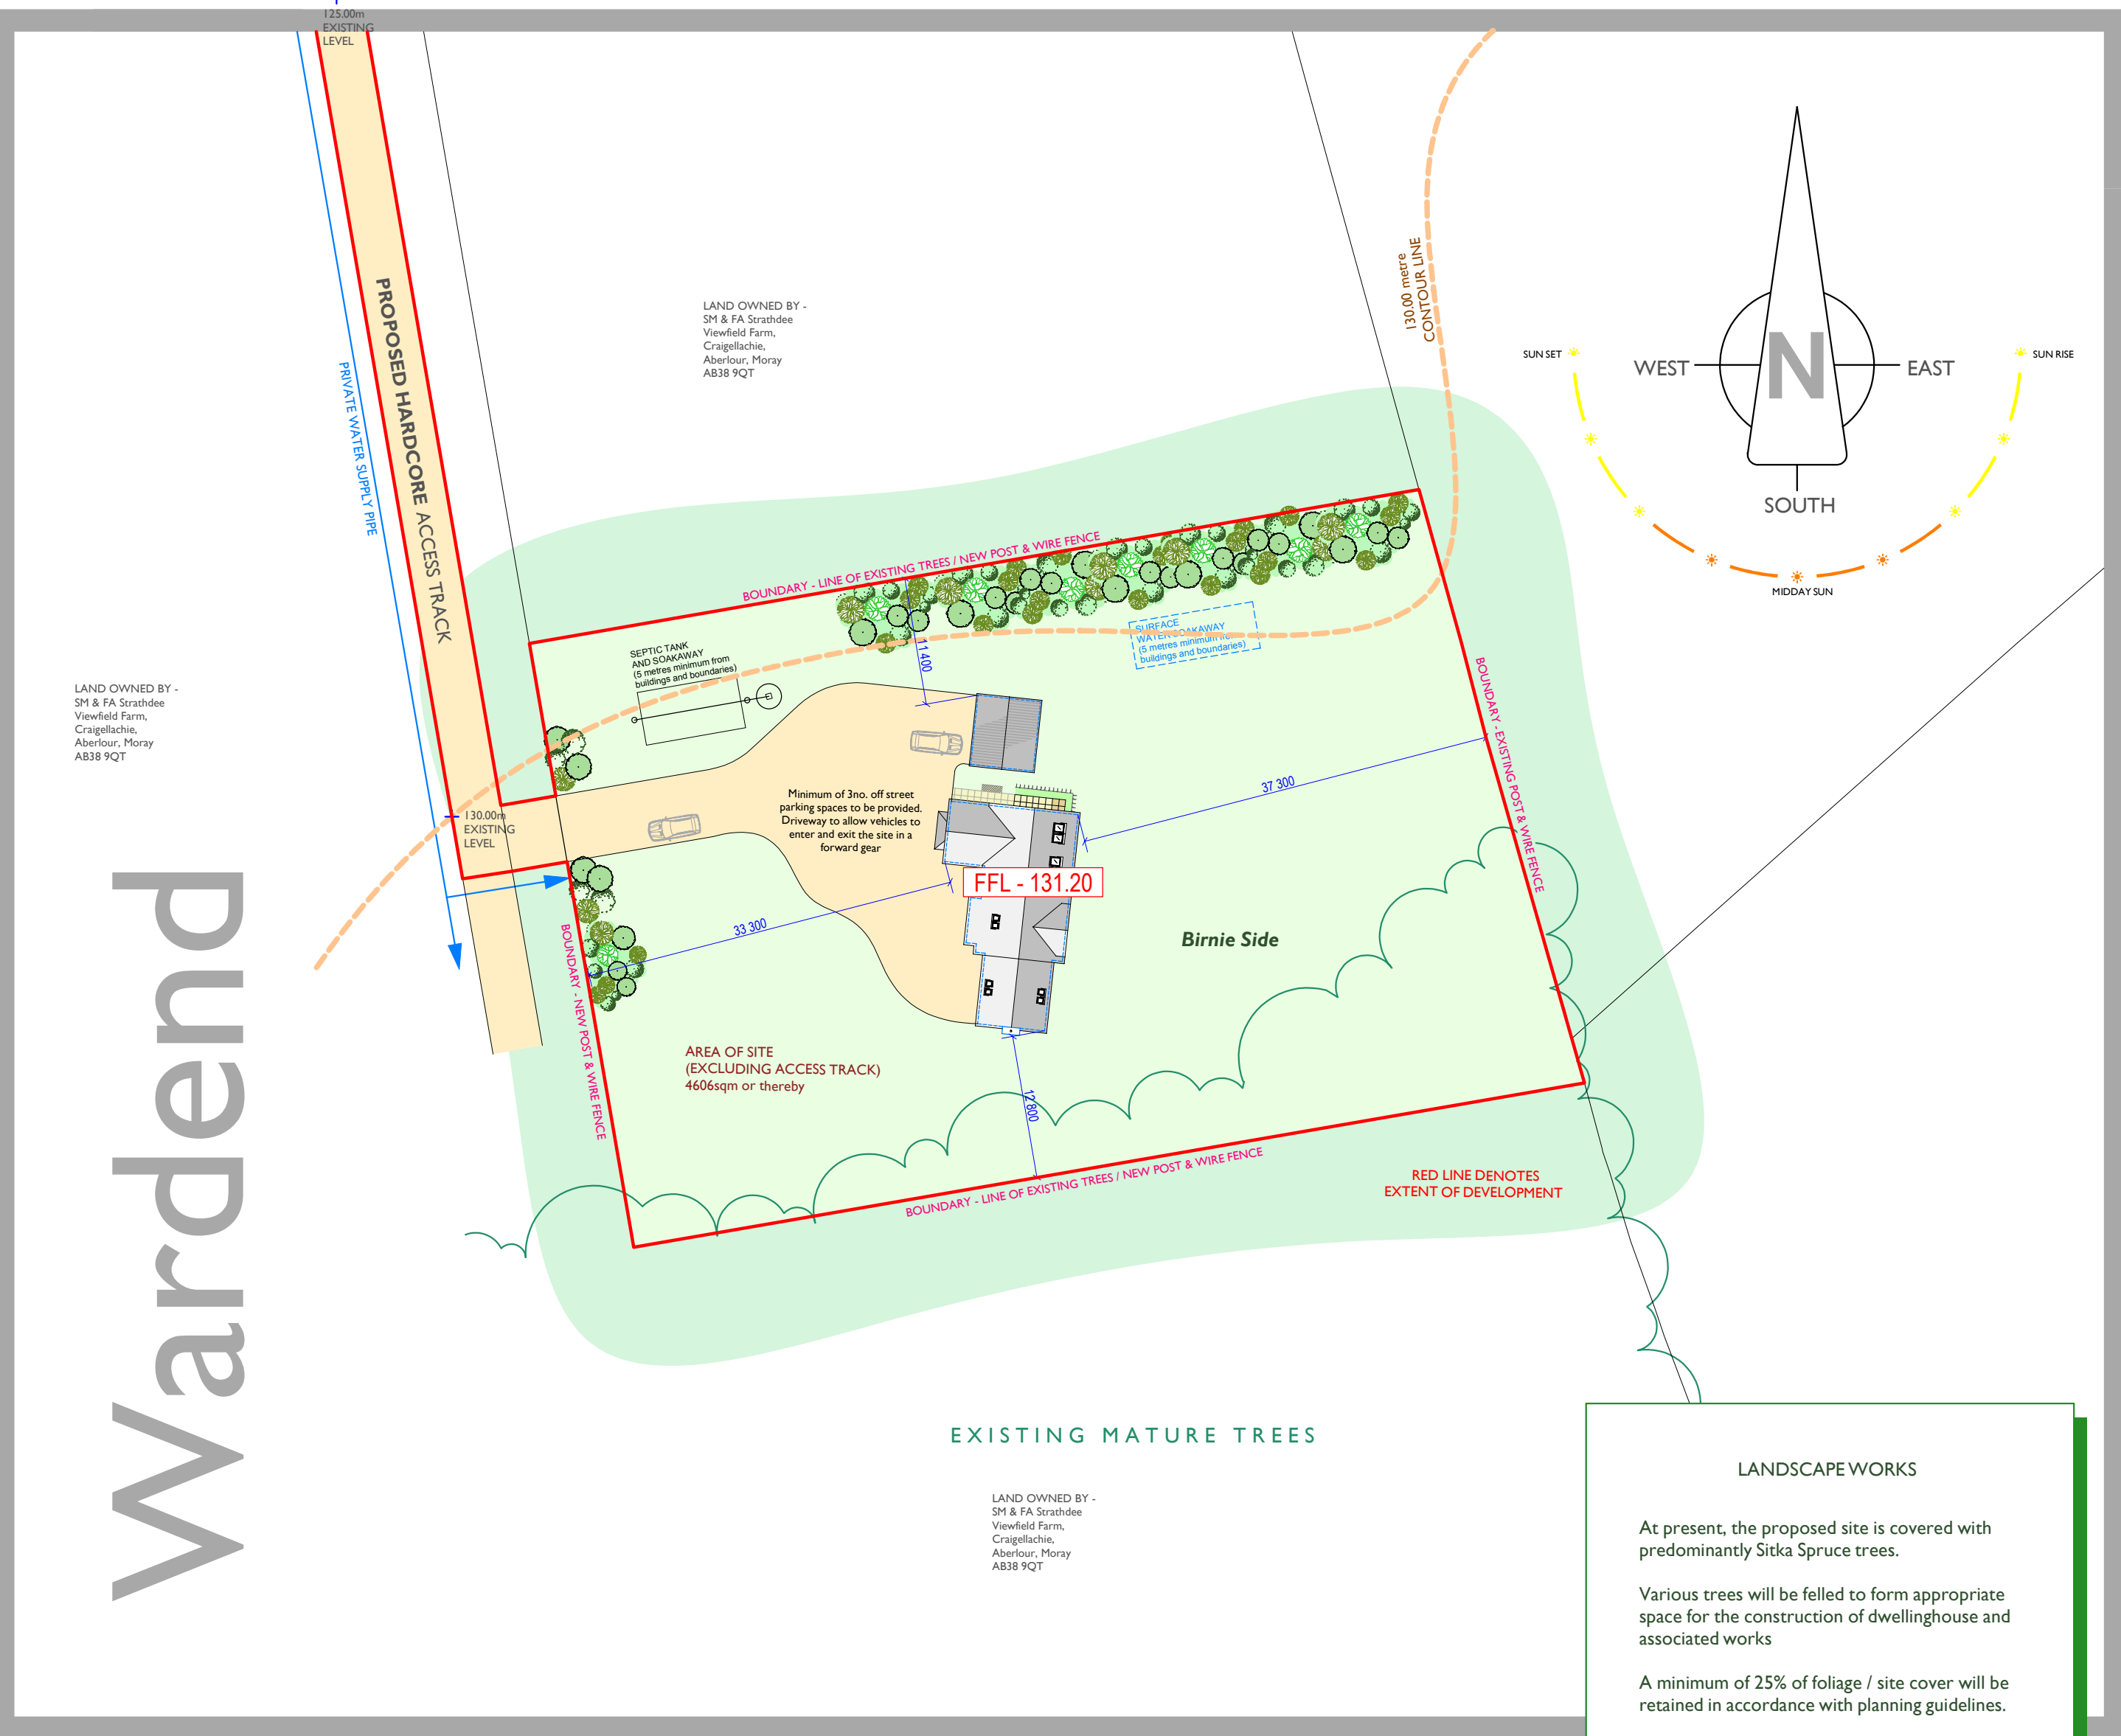 125.00m
EXISTING
LEVEL
PROPOSED HARDCORE ACCESS TRACK
PRIVATE WATER SUPPLY PIPE
LAND OWNED BY -
SM & FA Strathdee
Viewfield Farm,
Craigellachie,
Aberlour, Moray
AB38 9QT
130.00 metre
CONTOUR LINE
SUN SET
SUN RISE
WEST
N
EAST
SOUTH
MIDDAY SUN
BOUNDARY - LINE OF EXISTING TREES / NEW POST & WIRE FENCE
SEPTIC TANK
AND SOAKAWAY
(5 metres minimum from
buildings and boundaries)
11 400
SURFACE
WATER SOAKAWAY
(5 metres minimum from
buildings and boundaries)
LAND OWNED BY -
SM & FA Strathdee
Viewfield Farm,
Craigellachie,
Aberlour, Moray
AB38 9QT
BOUNDARY - EXISTING POST & WIRE FENCE
37 300
Minimum of 3no. off street
parking spaces to be provided.
Driveway to allow vehicles to
enter and exit the site in a
forward gear
130.00m
EXISTING
LEVEL
FFL - 131.20
33 300
Birnie Side
BOUNDARY - NEW POST & WIRE FENCE
AREA OF SITE
(EXCLUDING ACCESS TRACK)
4606sqm or thereby
12 800
BOUNDARY - LINE OF EXISTING TREES / NEW POST & WIRE FENCE
RED LINE DENOTES
EXTENT OF DEVELOPMENT
Wardend
EXISTING MATURE TREES
LAND OWNED BY -
SM & FA Strathdee
Viewfield Farm,
Craigellachie,
Aberlour, Moray
AB38 9QT
LANDSCAPE WORKS
At present, the proposed site is covered with
predominantly Sitka Spruce trees.
Various trees will be felled to form appropriate
space for the construction of dwellinghouse and
associated works
A minimum of 25% of foliage / site cover will be
retained in accordance with planning guidelines.